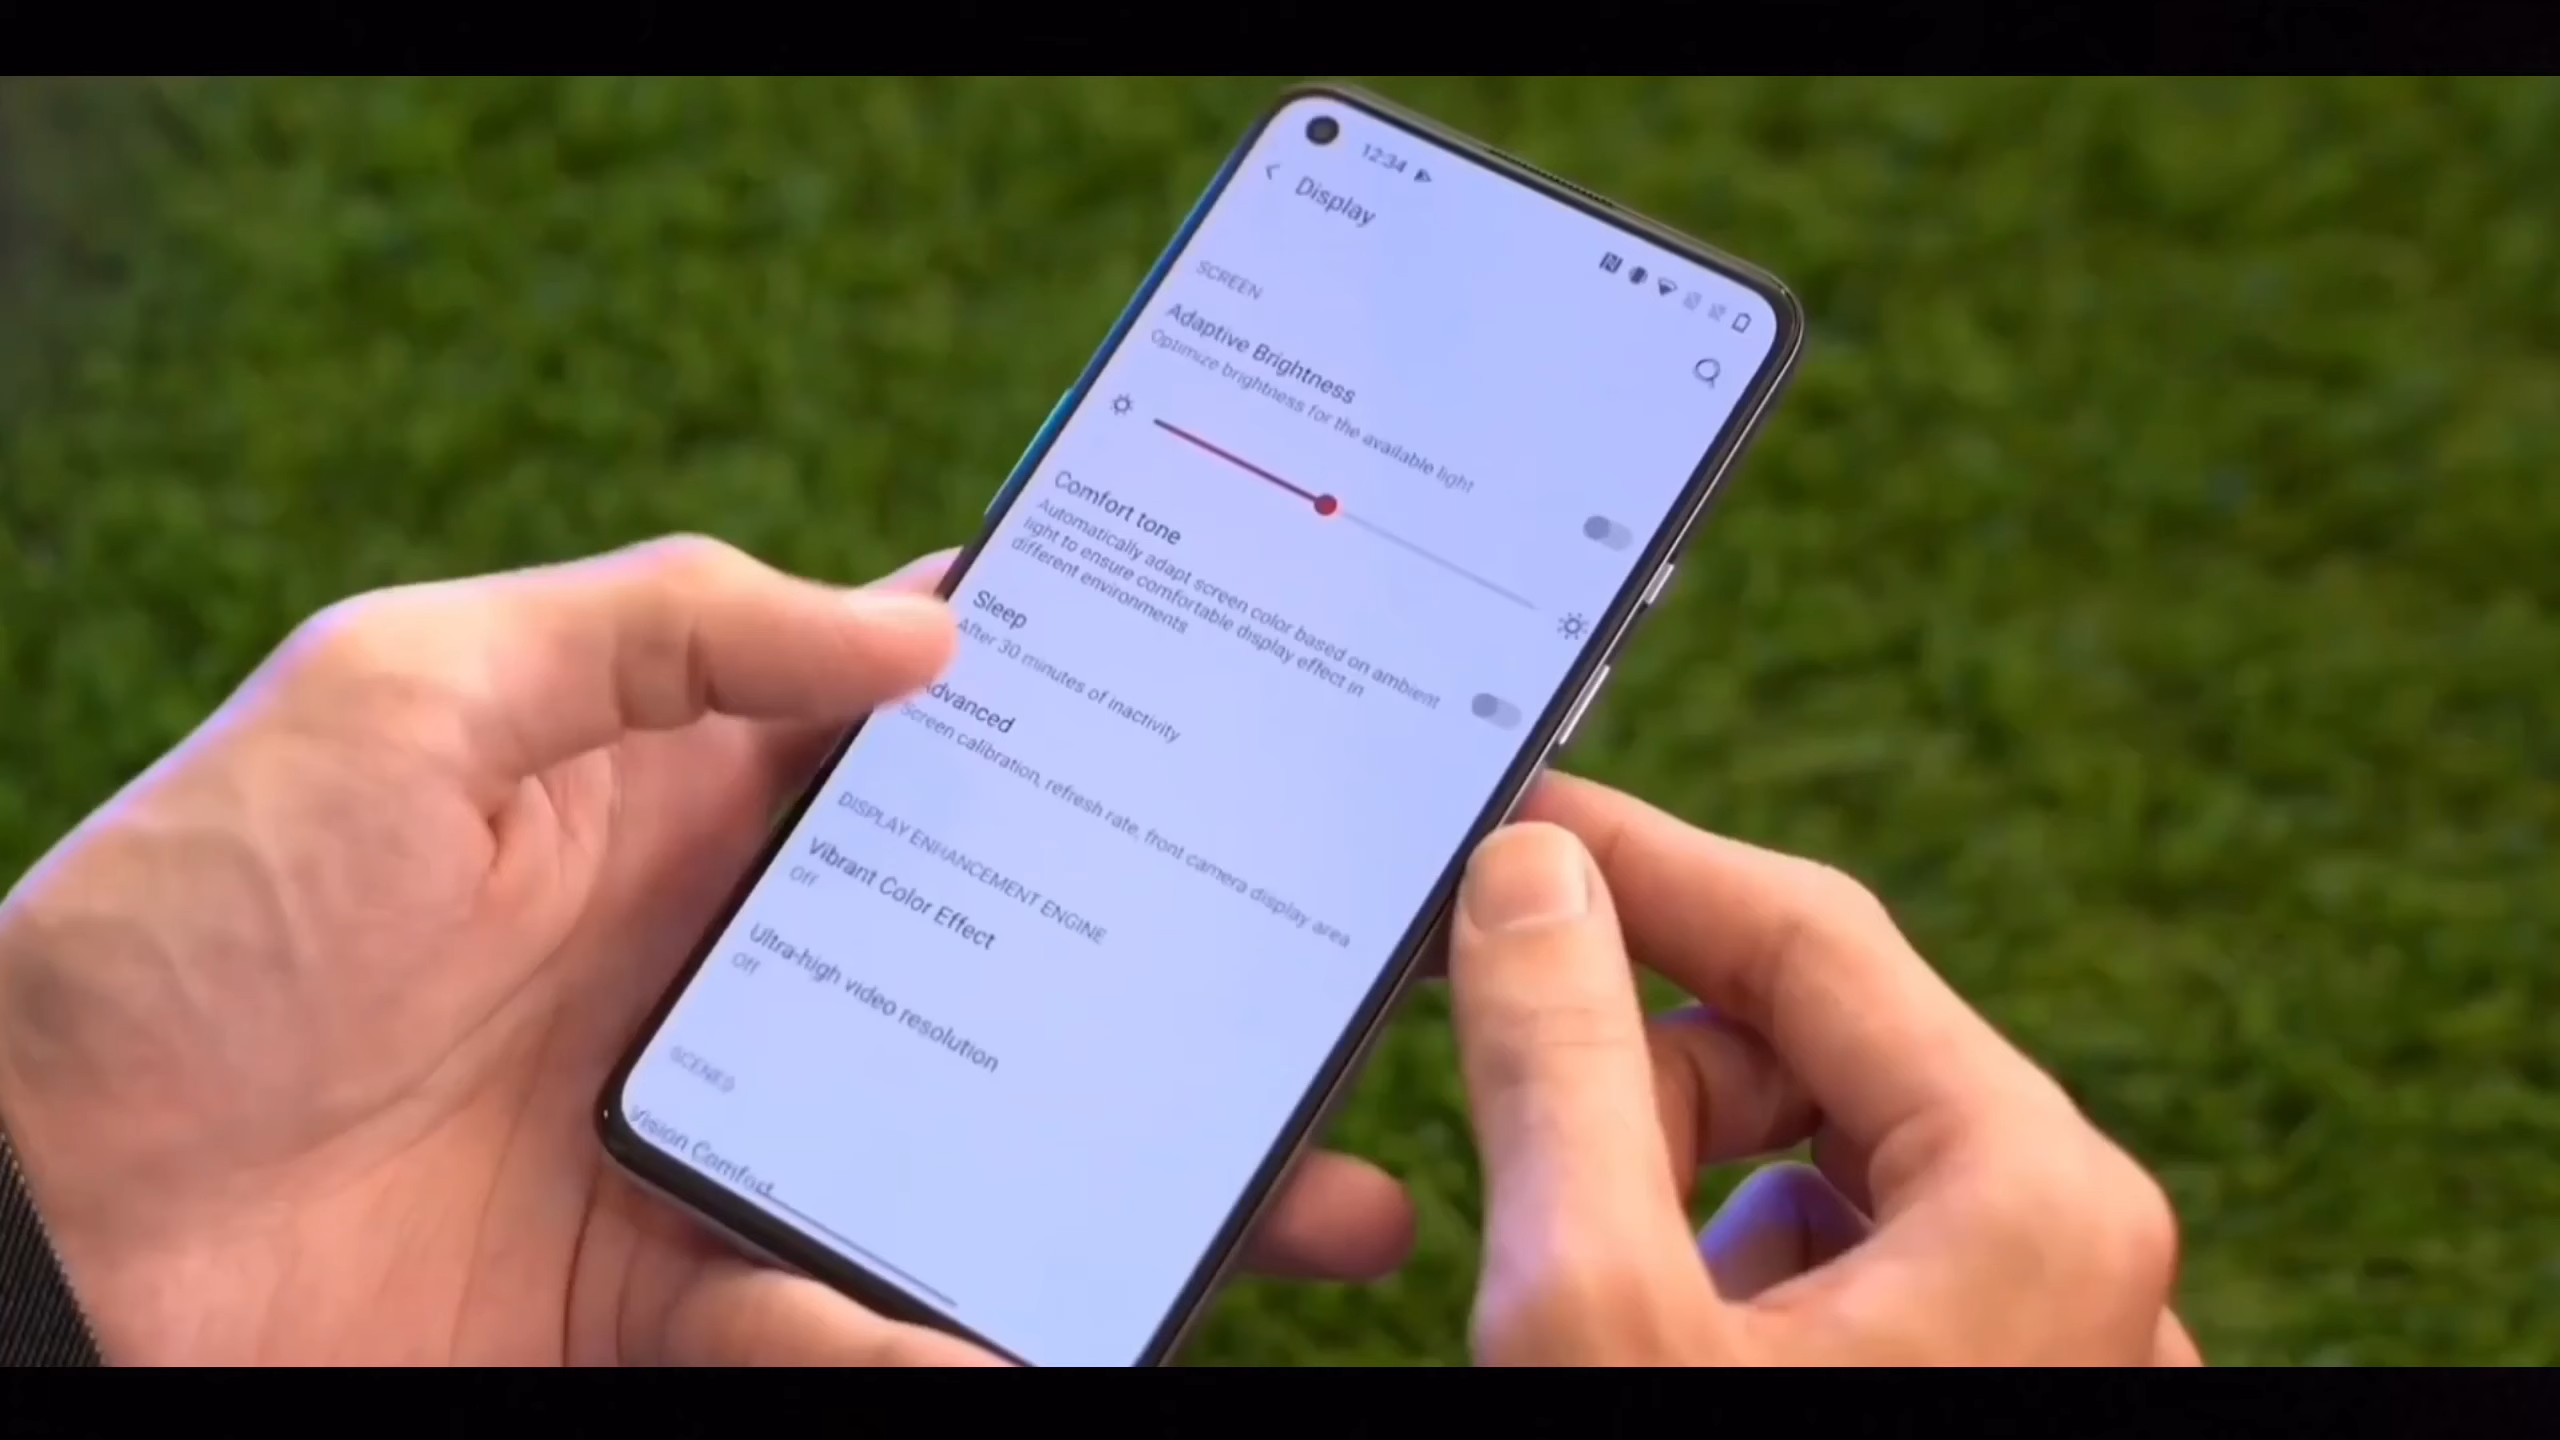 12:34
Display
SCREEN
Adaptive Brightness
Optimize brightness for the available light
Comfort tone
Automatically adapt screen color based on ambient
light to ensure comfortable display effect in
different environments
Sleep
After 30 minutes of inactivity
Advanced
Screen calibration, refresh rate, front camera display area
DISPLAY ENHANCEMENT ENGINE
Vibrant Color Effect
Off
Ultra-high video resolution
Off
SCENES
Vision Comfort